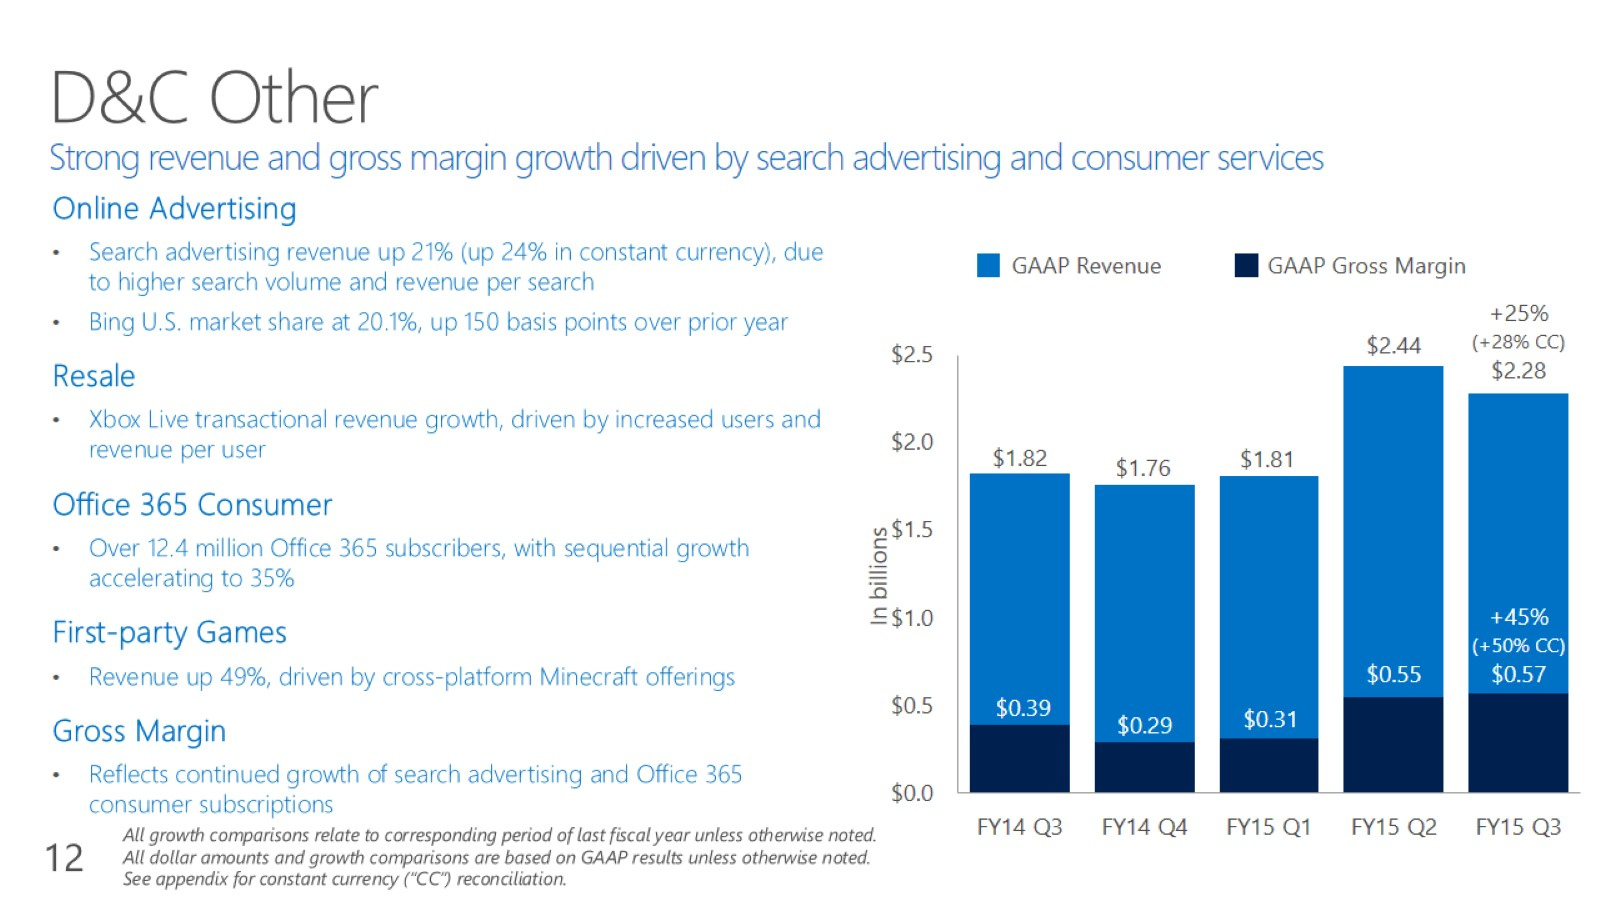 D&C Other
Strong revenue and gross margin growth driven by search advertising and consumer services
Online Advertising
• Search advertising revenue up 21% (up 24% in constant currency), due
to higher search volume and revenue per search
• Bing U.S. market share at 20.1%, up 150 basis points over prior year
Resale
• Xbox Live transactional revenue growth, driven by increased users and
revenue per user
Office 365 Consumer
• Over 12.4 million Office 365 subscribers, with sequential growth
accelerating to 35%
First-party Games
• Revenue up 49%, driven by cross-platform Minecraft offerings
Gross Margin
• Reflects continued growth of search advertising and Office 365
consumer subscriptions
All growth comparisons relate to corresponding period of last fiscal year unless otherwise noted.
All dollar amounts and growth comparisons are based on GAAP results unless otherwise noted.
See appendix for constant currency ("CC") reconciliation.
12
GAAP Revenue GAAP Gross Margin
+25%
(+28% CC)
$2.44
$2.28
$1.82
$1.76
$1.81
+45%
(+50% CC)
$0.39
$0.29
$0.31
$0.55
$0.57
In billions
$2.5
$2.0
$1.5
$1.0
$0.5
$0.0
FY14 Q3 FY14 Q4 FY15 Q1 FY15 Q2 FY15 Q3